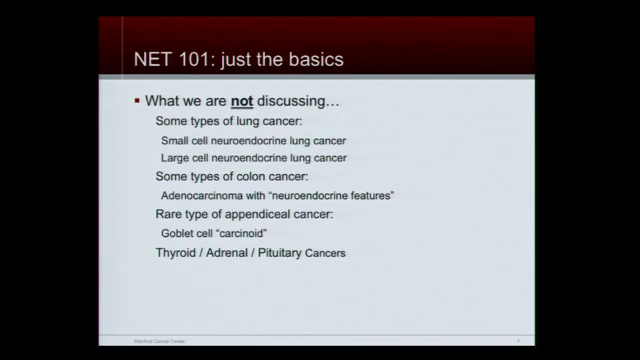 NET 101: just the basics
▪ What we are not discussing…
Some types of lung cancer:
Small cell neuroendocrine lung cancer
Large cell neuroendocrine lung cancer
Some types of colon cancer:
Adenocarcinoma with “neuroendocrine features”
Rare type of appendiceal cancer:
Goblet cell “carcinoid”
Thyroid / Adrenal / Pituitary Cancers
Stanford Cancer Center